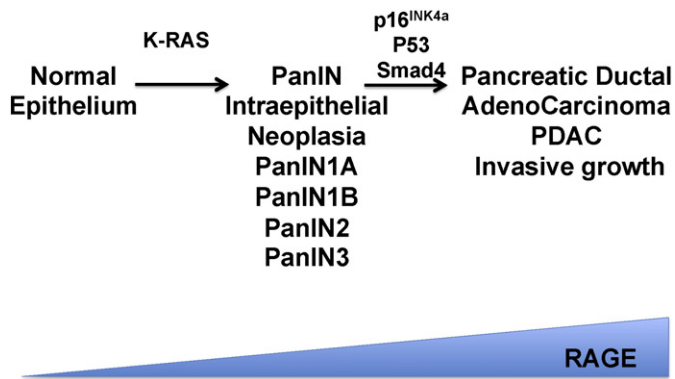 K-RAS
p16INK4a
P53
Smad4
Normal
Epithelium
PanIN
Intraepithelial
Neoplasia
PanIN1A
PanIN1B
PanIN2
PanIN3
Pancreatic Ductal
AdenoCarcinoma
PDAC
Invasive growth
RAGE